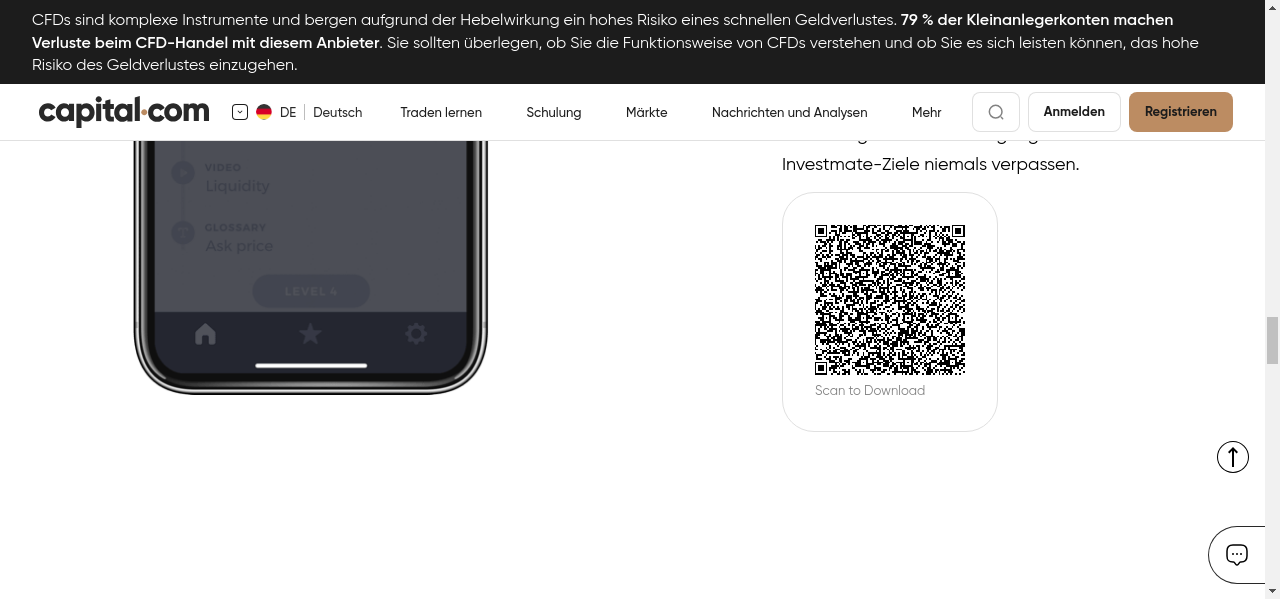 CFDs sind komplexe Instrumente und bergen aufgrund der Hebelwirkung ein hohes Risiko eines schnellen Geldverlustes. 79 % der Kleinanlegerkonten machen
Verluste beim CFD-Handel mit diesem Anbieter. Sie sollten überlegen, ob Sie die Funktionsweise von CFDs verstehen und ob Sie es sich leisten können, das hohe
Risiko des Geldverlustes einzugehen.
capital.com DE Deutsch Traden lernen Schulung Märkte Nachrichten und Analysen Mehr Anmelden Registrieren
Investmate-Ziele niemals verpassen.
VIDEO
Liquidity
GLOSSARY
Ask price
LEVEL 4
Scan to Download